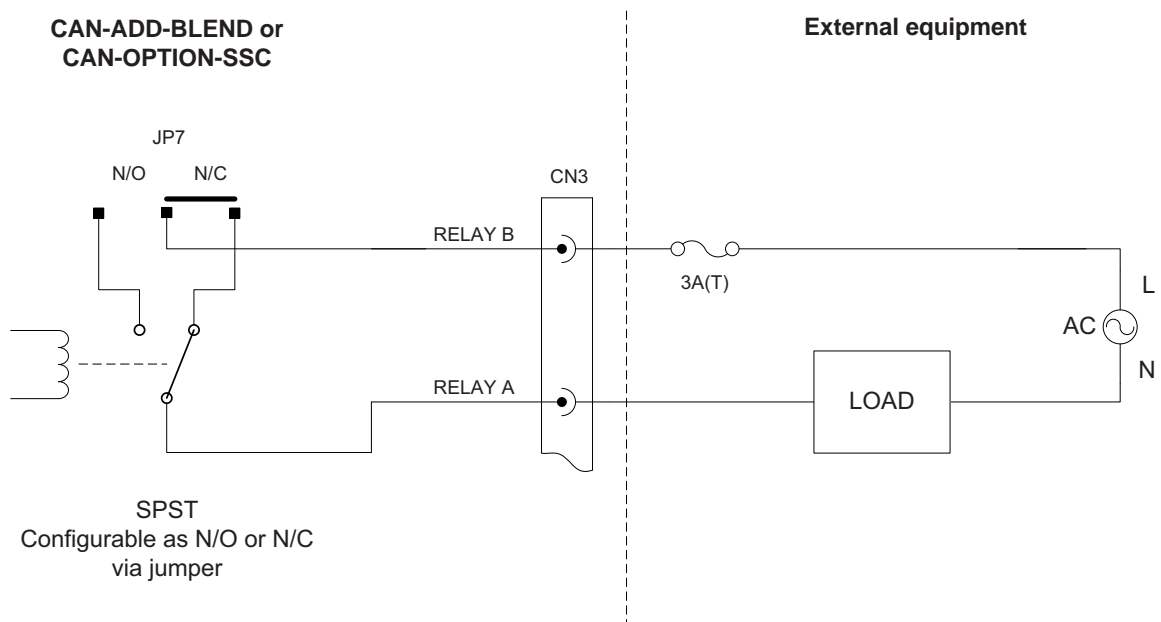 CAN-ADD-BLEND or
CAN-OPTION-SSC
External equipment
JP7
N/O
N/C
CN3
RELAY B
3A(T)
L
AC
N
RELAY A
LOAD
SPST
Configurable as N/O or N/C
via jumper